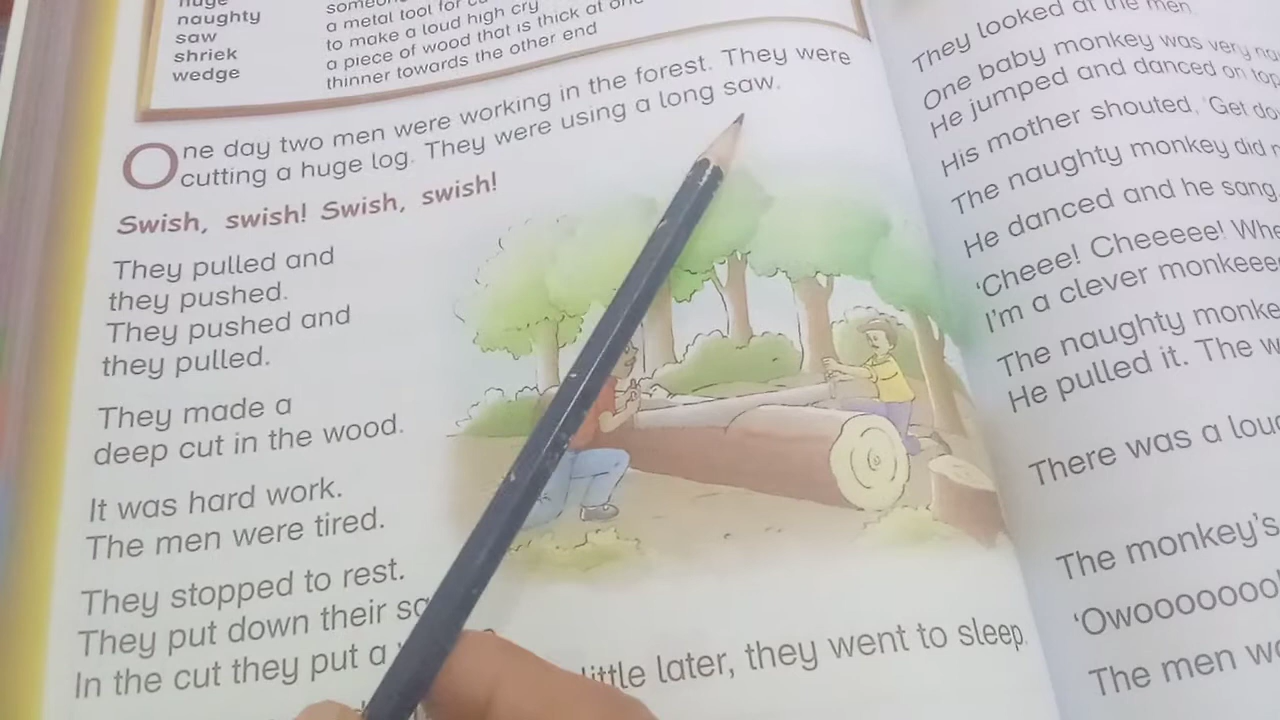 naughty
saw
shriek
wedge
a metal tool for
to make a loud high cry
a piece of wood that is thick at one
thinner towards the other end
One day two men were working in the forest. They were
cutting a huge log. They were using a long saw.
Swish, swish! Swish, swish!
They pulled and
they pushed.
They pushed and
they pulled.
They made a
deep cut in the wood.
It was hard work.
The men were tired.
They stopped to rest.
They put down their
In the cut they put a
little later, they went to sleep.
They looked at the men.
One baby monkey was very
He jumped and danced on top
His mother shouted, 'Get
The naughty monkey did
He danced and he sang
'Cheee! Cheeeee!
I'm a clever
The naughty
He pulled it. The
There was a
The monkey's
The men